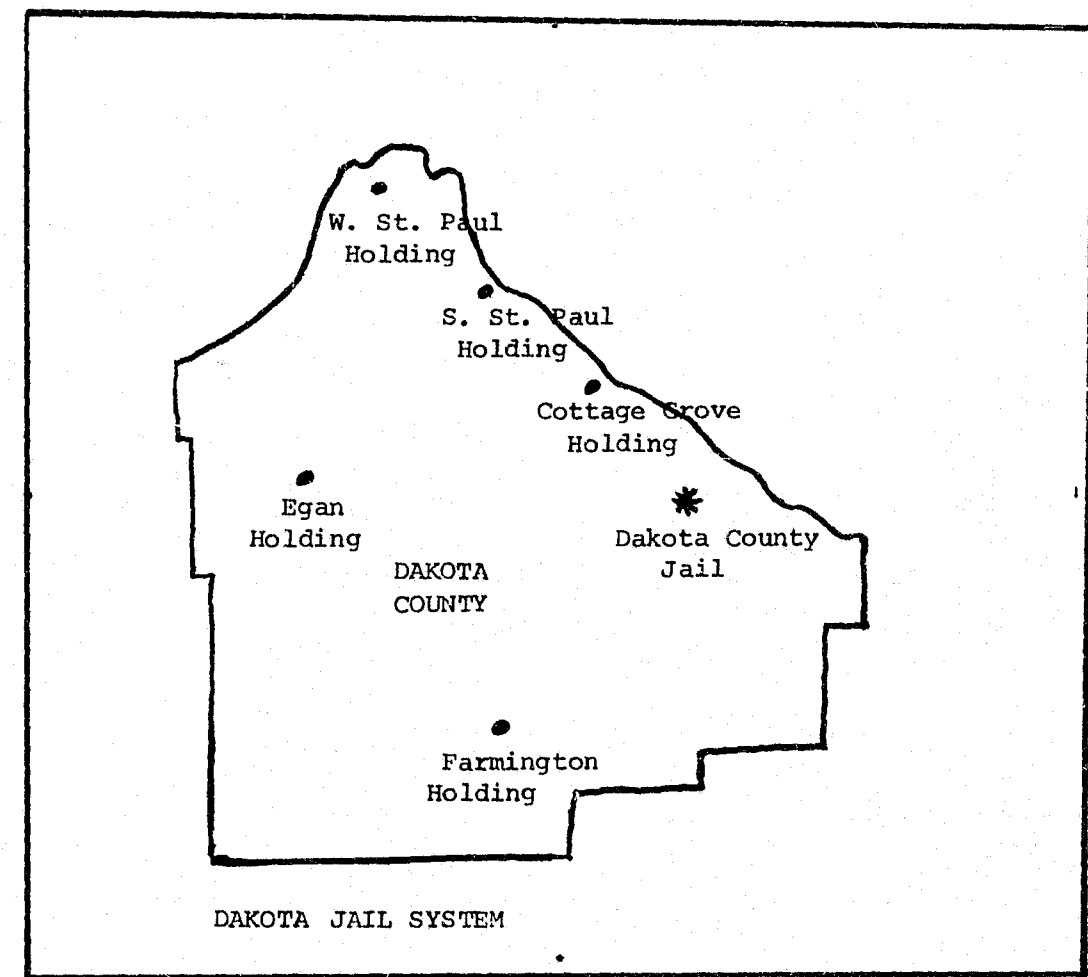 W. St. Paul
Holding
S. St. Paul
Holding
Cottage Grove
Holding
Egan
Holding
Dakota County
Jail
DAKOTA
COUNTY
Farmington
Holding
DAKOTA JAIL SYSTEM